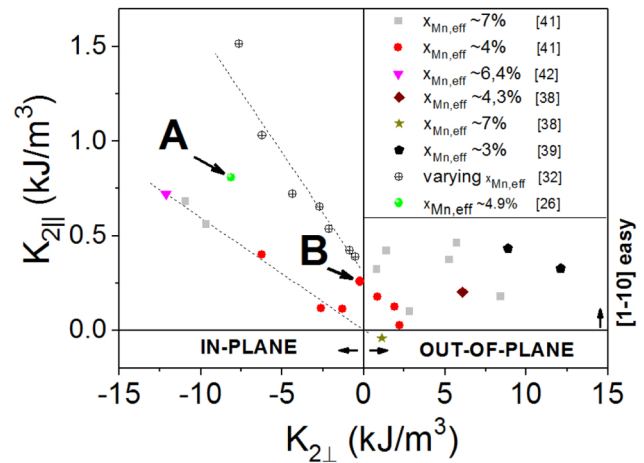 1.5
1.0
0.5
0.0
K2|| (kJ/m³)
A
B
xMn,eff ~7% [41]
xMn,eff ~4% [41]
xMn,eff ~6,4% [42]
xMn,eff ~4,3% [38]
xMn,eff ~7% [38]
xMn,eff ~3% [39]
varying xMn,eff [32]
xMn,eff ~4.9% [26]
[1-10] easy
IN-PLANE
OUT-OF-PLANE
-15 -10 -5 0 5 10 15
K2⊥ (kJ/m³)